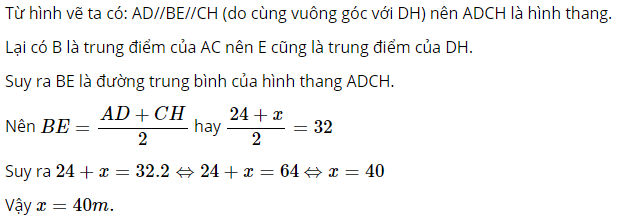 Từ hình vẽ ta có: AD//BE//CH (do cùng vuông góc với DH) nên ADCH là hình thang.
Lại có B là trung điểm của AC nên E cũng là trung điểm của DH.
Suy ra BE là đường trung bình của hình thang ADCH.
Nên $BE = \frac{AD + CH}{2}$ hay $\frac{24 + x}{2} = 32$
Suy ra $24 + x = 32.2 \Leftrightarrow 24 + x = 64 \Leftrightarrow x = 40$
Vậy $x = 40m.$